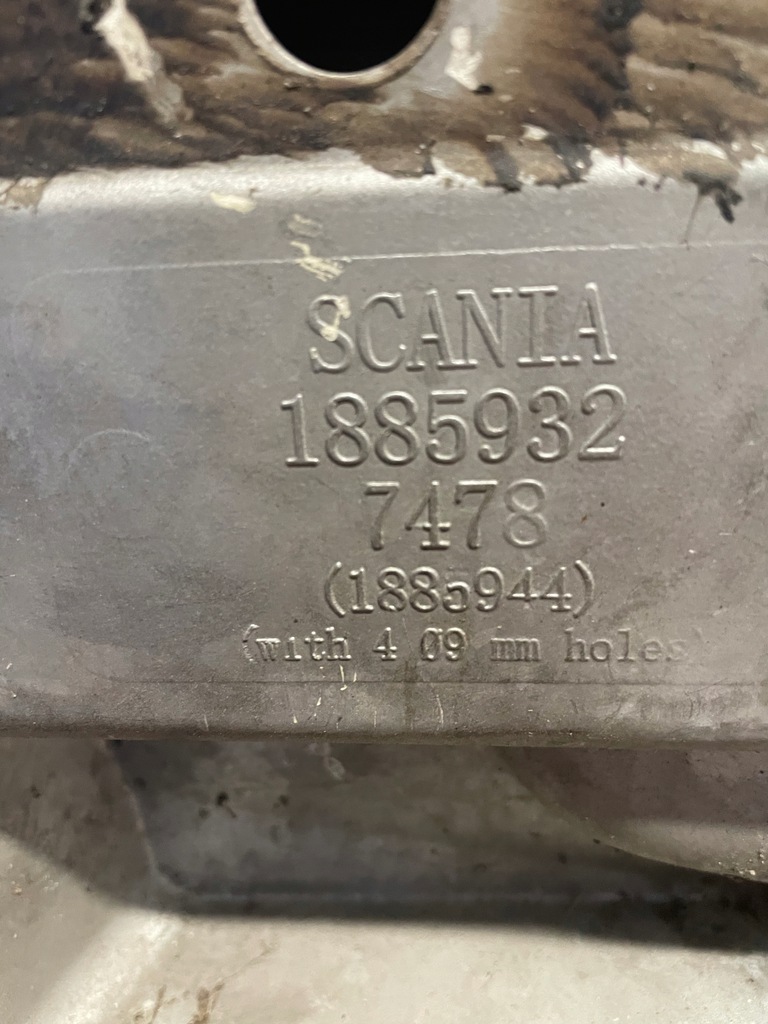 SCANIA
1885932
7478
(1885944)
(with 4 Ø9 mm holes